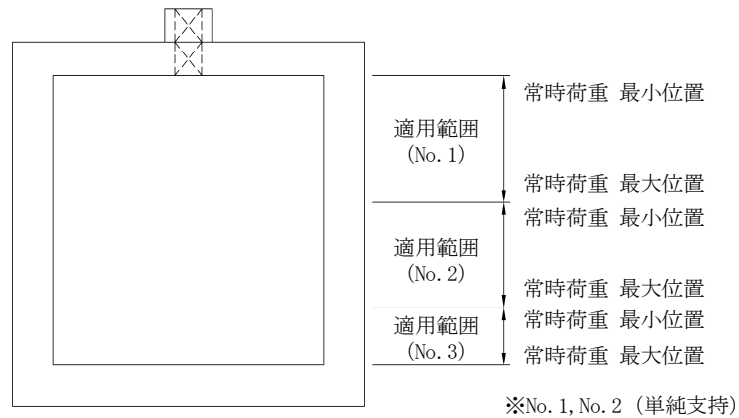 常時荷重 最小位置
適用範囲
(No. 1)
常時荷重 最大位置
常時荷重 最小位置
適用範囲
(No. 2)
常時荷重 最大位置
常時荷重 最小位置
適用範囲
(No. 3)
常時荷重 最大位置
※No. 1, No. 2 (単純支持)